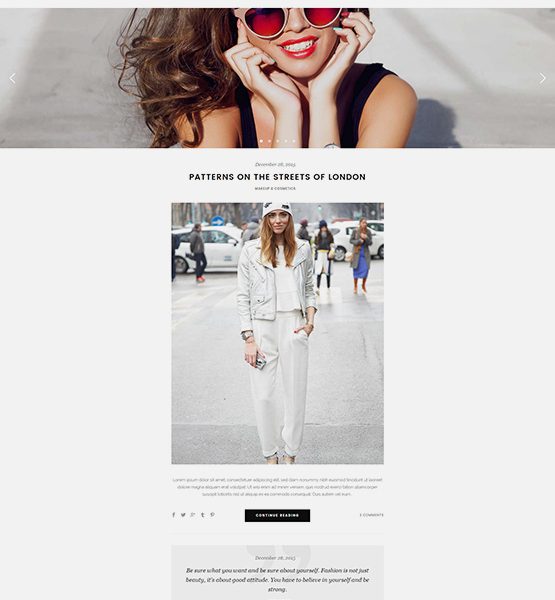 December 28, 2015
PATTERNS ON THE STREETS OF LONDON
MAKEUP & COSMETICS
Lorem ipsum dolor sit amet, consectetuer adipiscing elit, sed diam nonummy nibh euismod tincidunt ut laoreet
dolore magna aliquam erat volutpat. Ut wisi enim ad minim veniam, quis nostrud exerci tation ullamcorper
suscipit lobortis nisl ut aliquip ex ea commodo consequat. Duis autem vel eum.
CONTINUE READING
5 COMMENTS
December 28, 2015
Be sure what you want and be sure about yourself. Fashion is not just
beauty, it's about good attitude. You have to believe in yourself and be
strong.